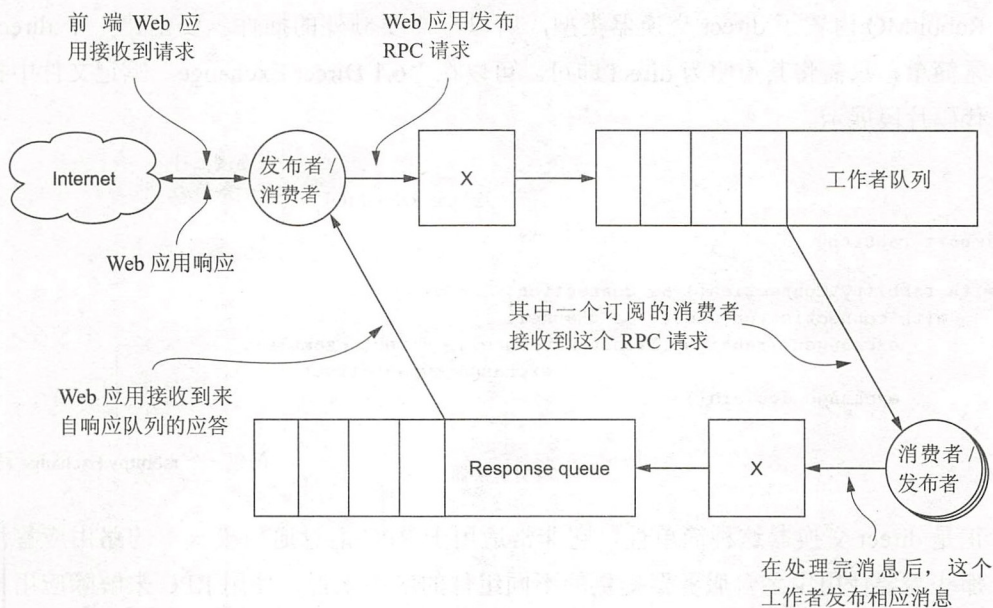 前端 Web 应
用接收到请求
Web 应用发布
RPC 请求
Internet
发布者 /
消费者
X
工作者队列
Web 应用响应
其中一个订阅的消费者
接收到这个 RPC 请求
Web 应用接收到来
自响应队列的应答
Response queue
X
消费者 /
发布者
在处理完消息后，这个
工作者发布相应消息